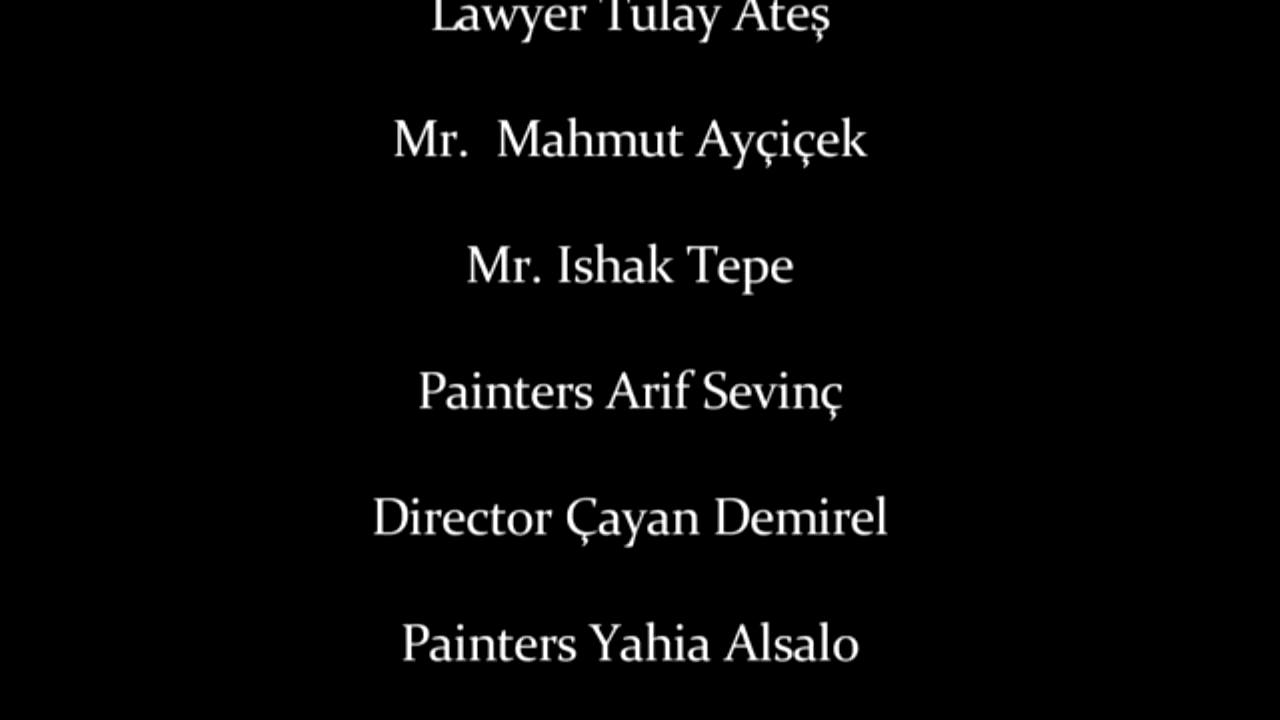 Lawyer Tulay Ateş
Mr.  Mahmut Ayçiçek
Mr. Ishak Tepe
Painters Arif Sevinç
Director Çayan Demirel
Painters Yahia Alsalo